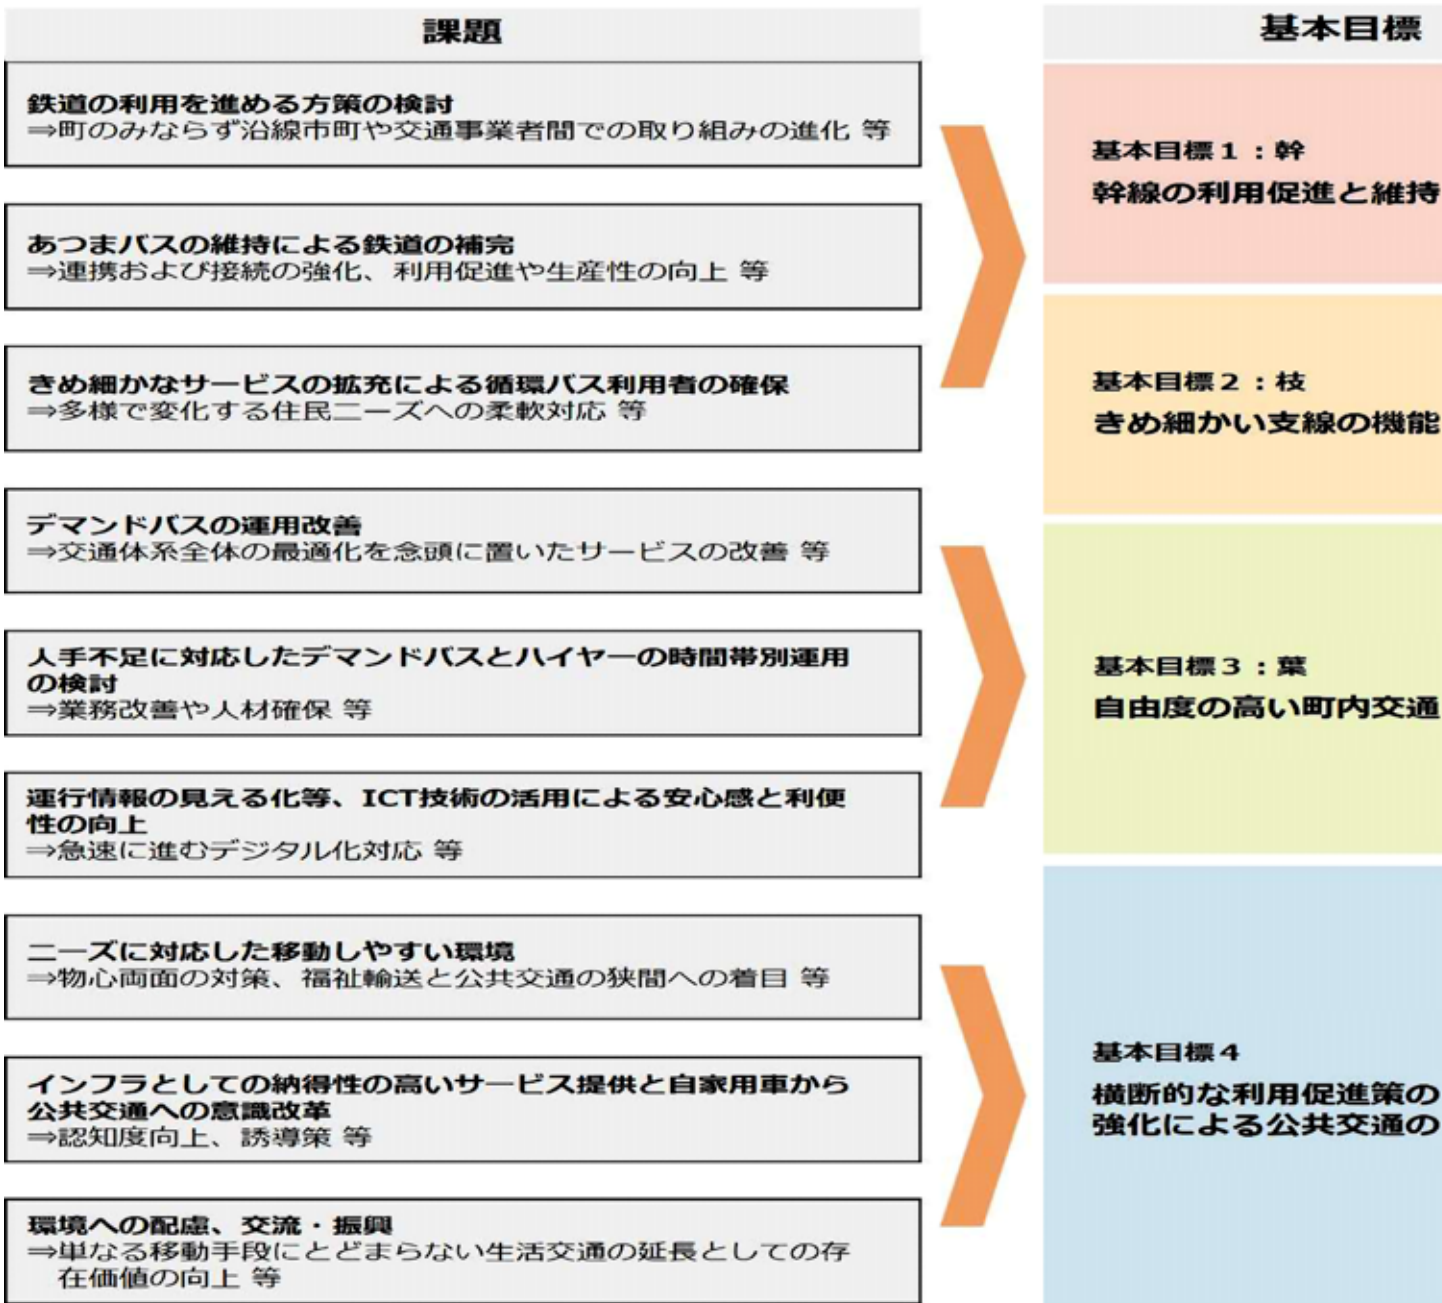 課題
鉄道の利用を進める方策の検討
⇒町のみならず沿線市町や交通事業者間での取り組みの進化 等
あつまバスの維持による鉄道の補完
⇒連携および接続の強化、利用促進や生産性の向上 等
きめ細かなサービスの拡充による循環バス利用者の確保
⇒多様で変化する住民ニーズへの柔軟対応 等
デマンドバスの運用改善
⇒交通体系全体の最適化を念頭に置いたサービスの改善 等
人手不足に対応したデマンドバスとハイヤーの時間帯別運用
の検討
⇒業務改善や人材確保 等
運行情報の見える化等、ICT技術の活用による安心感と利便
性の向上
⇒急速に進むデジタル化対応 等
ニーズに対応した移動しやすい環境
⇒物心両面の対策、福祉輸送と公共交通の狭間への着目 等
インフラとしての納得性の高いサービス提供と自家用車から
公共交通への意識改革
⇒認知度向上、誘導策 等
環境への配慮、交流・振興
⇒単なる移動手段にとどまらない生活交通の延長としての存
在価値の向上 等
基本目標
基本目標１：幹
幹線の利用促進と維持
基本目標２：枝
きめ細かい支線の機能
基本目標３：葉
自由度の高い町内交通
基本目標４
横断的な利用促進策の
強化による公共交通の